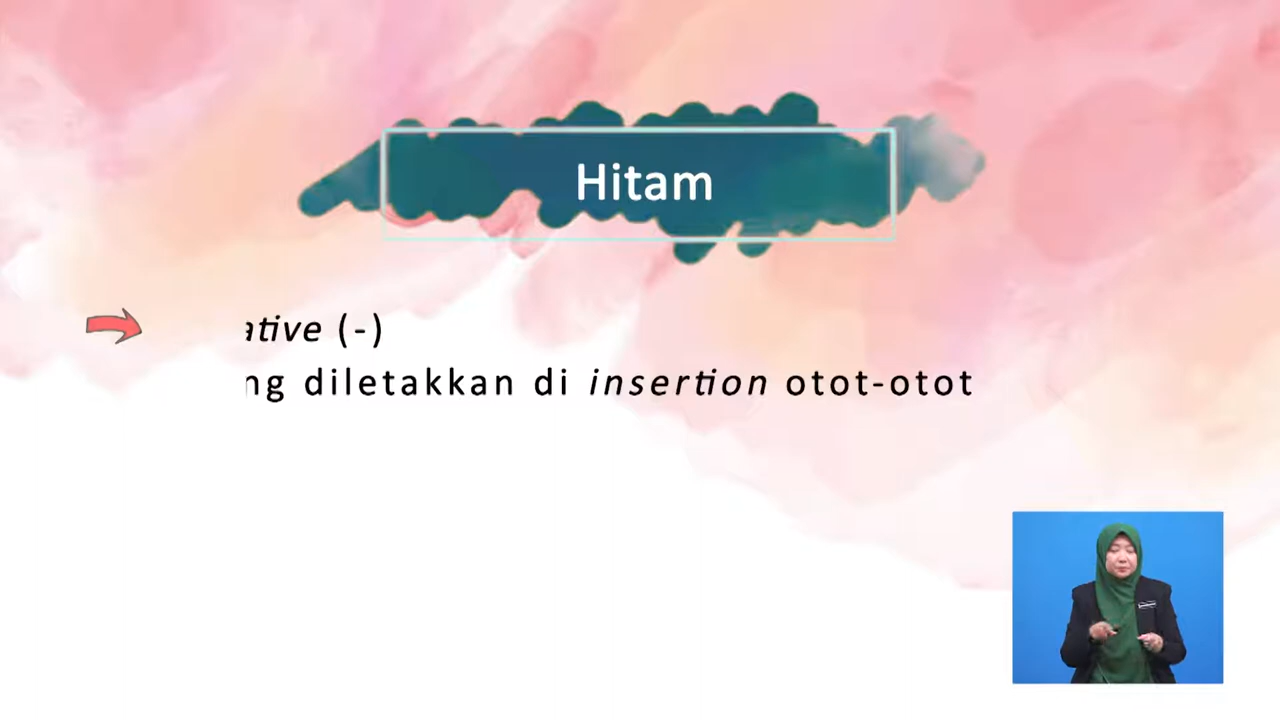 Hitam
ative (-)
ng diletakkan di insertion otot-otot